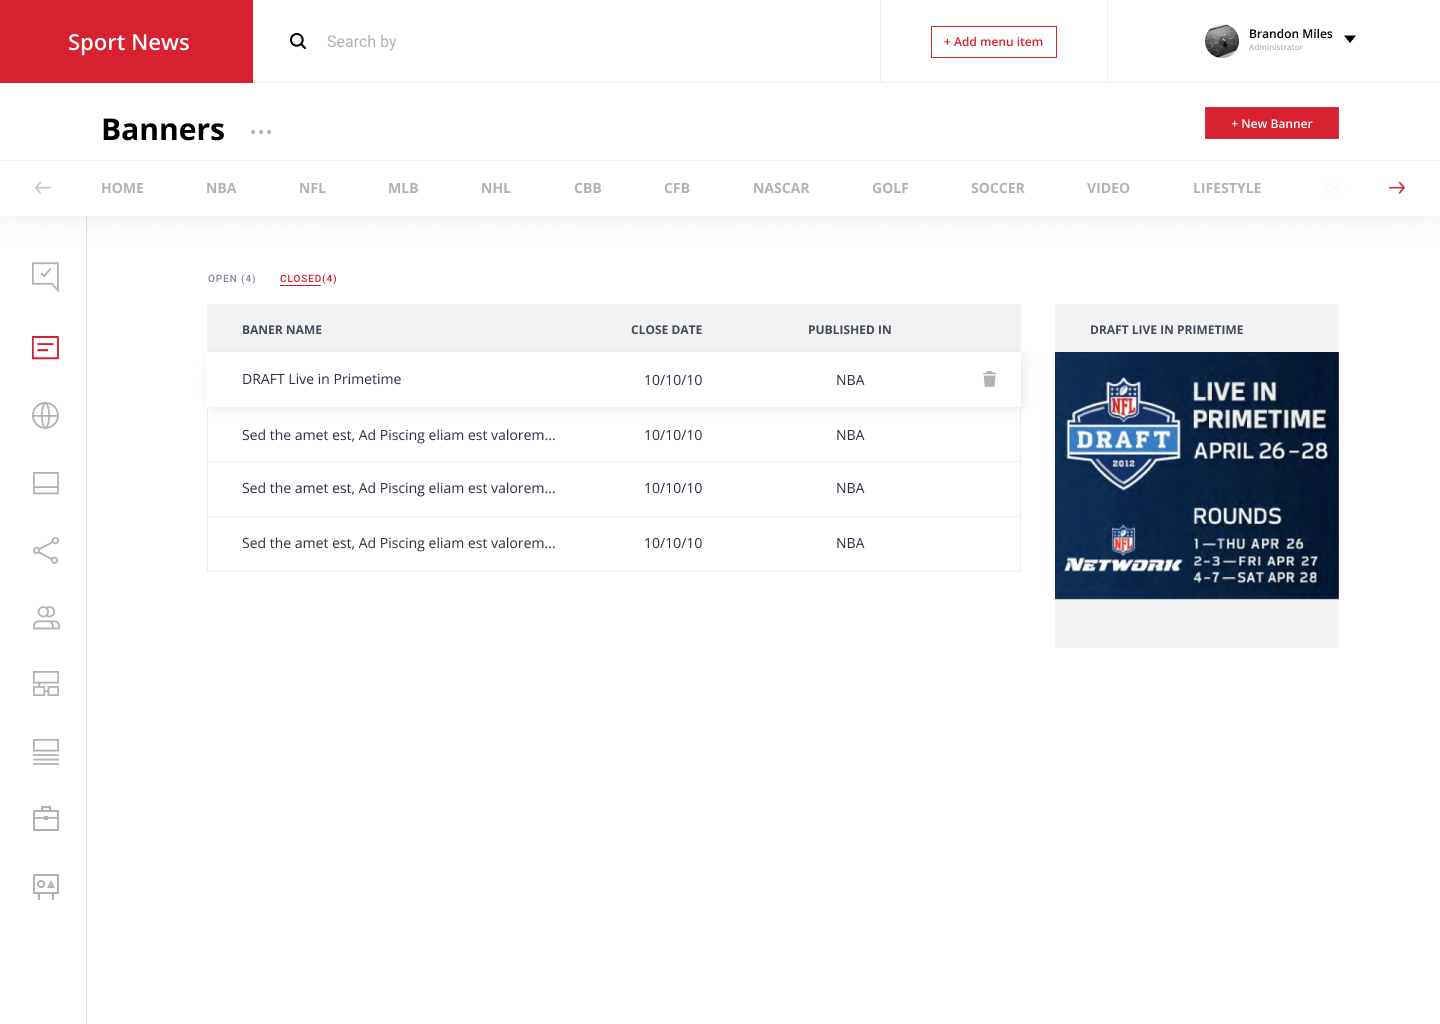 Sport News
Search by
+ Add menu item
Brandon Miles
Administrator
Banners
+ New Banner
HOME NBA NFL MLB NHL CBB CFB NASCAR GOLF SOCCER VIDEO LIFESTYLE
OPEN (4) CLOSED(4)
BANER NAME CLOSE DATE PUBLISHED IN
DRAFT Live in Primetime 10/10/10 NBA
Sed the amet est, Ad Piscing eliam est valorem... 10/10/10 NBA
Sed the amet est, Ad Piscing eliam est valorem... 10/10/10 NBA
Sed the amet est, Ad Piscing eliam est valorem... 10/10/10 NBA
DRAFT LIVE IN PRIMETIME
NFL
DRAFT
2012
LIVE IN
PRIMETIME
APRIL 26–28
NFL
NETWORK
ROUNDS
1—THU APR 26
2–3—FRI APR 27
4–7—SAT APR 28